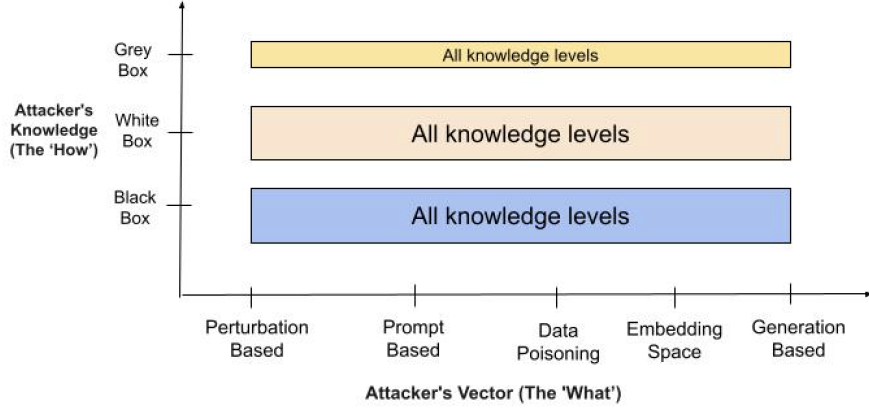 Grey
Box
All knowledge levels
Attacker's
Knowledge
(The ‘How’)
White
Box
All knowledge levels
Black
Box
All knowledge levels
Perturbation
Based
Prompt
Based
Data
Poisoning
Embedding
Space
Generation
Based
Attacker's Vector (The 'What’)